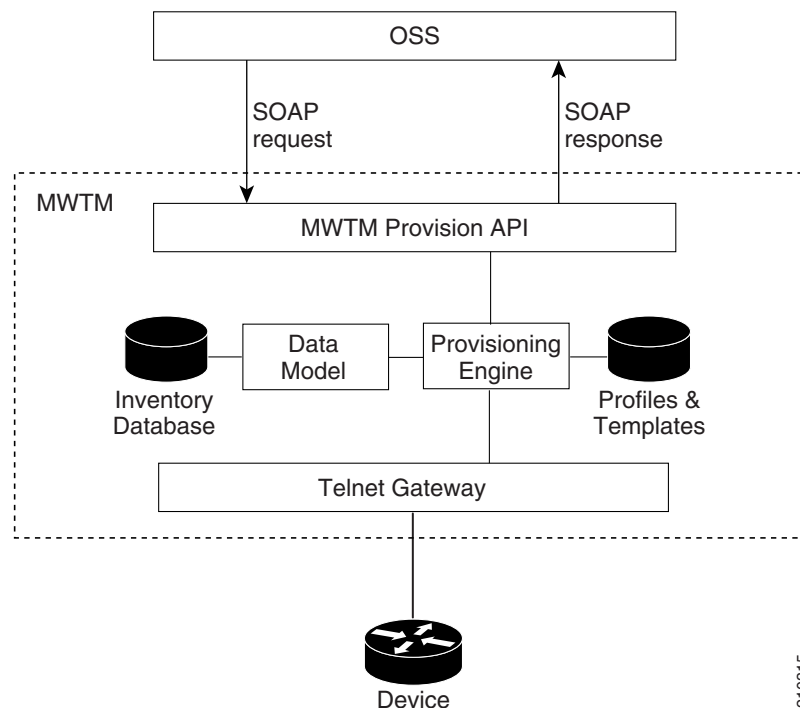 OSS
SOAP
request
SOAP
response
MWTM
MWTM Provision API
Data
Model
Provisioning
Engine
Inventory
Database
Profiles &
Templates
Telnet Gateway
Device